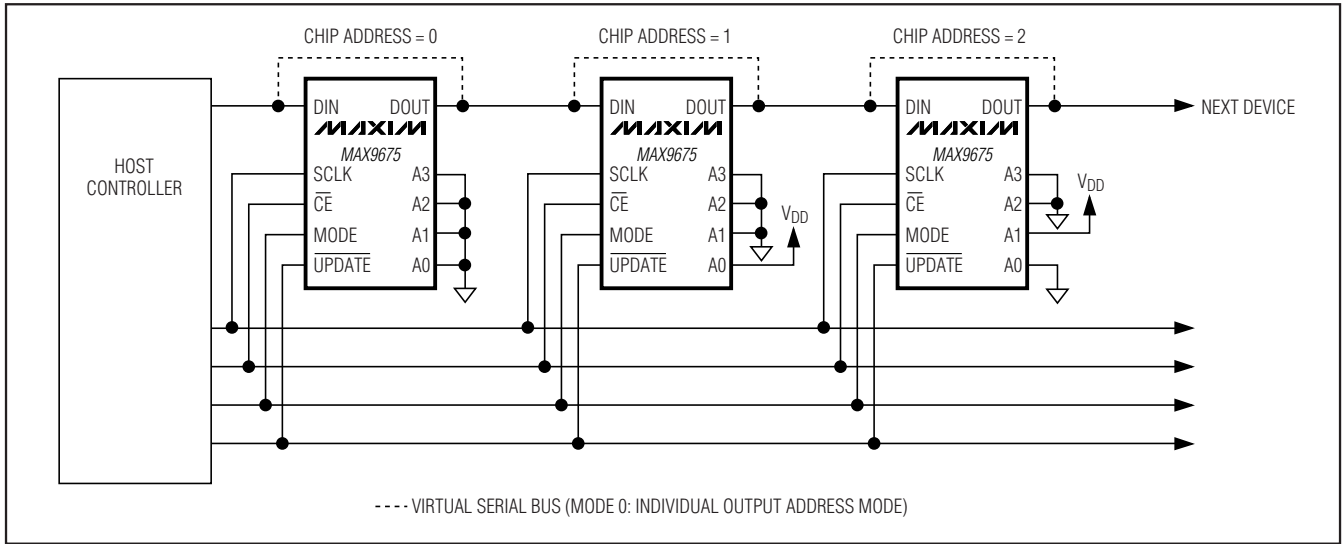 CHIP ADDRESS = 0
CHIP ADDRESS = 1
CHIP ADDRESS = 2
HOST
CONTROLLER
DIN DOUT
MAXIM
MAX9675
SCLK A3
CE A2
MODE A1
UPDATE A0
DIN DOUT
MAXIM
MAX9675
SCLK A3
CE A2
MODE A1
UPDATE A0
VDD
DIN DOUT
MAXIM
MAX9675
SCLK A3
CE A2
MODE A1
UPDATE A0
VDD
NEXT DEVICE
VIRTUAL SERIAL BUS (MODE 0: INDIVIDUAL OUTPUT ADDRESS MODE)